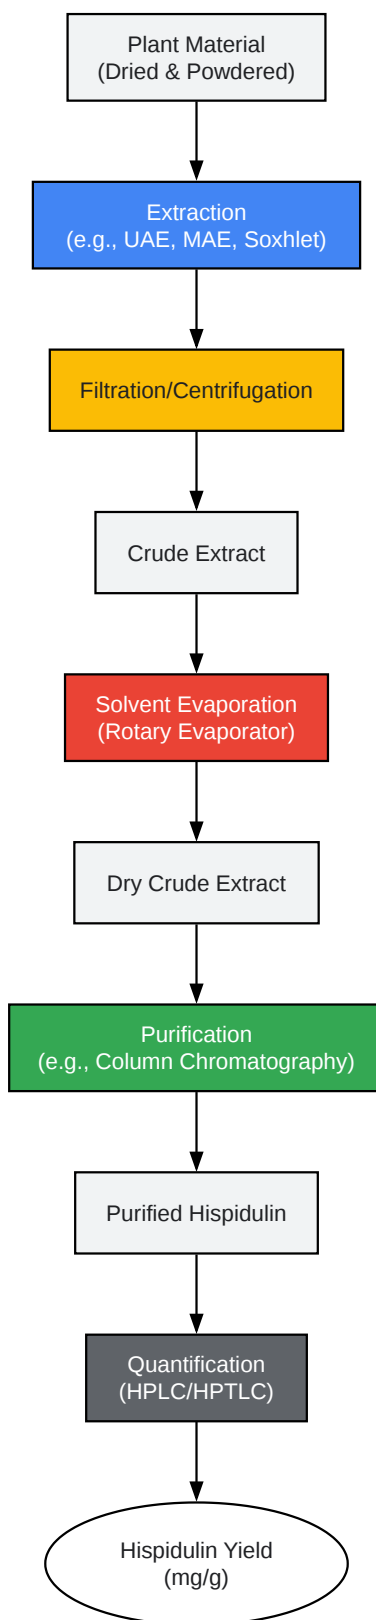 Plant Material
(Dried & Powdered)
Extraction
(e.g., UAE, MAE, Soxhlet)
Filtration/Centrifugation
Crude Extract
Solvent Evaporation
(Rotary Evaporator)
Dry Crude Extract
Purification
(e.g., Column Chromatography)
Purified Hispidulin
Quantification
(HPLC/HPTLC)
Hispidulin Yield
(mg/g)